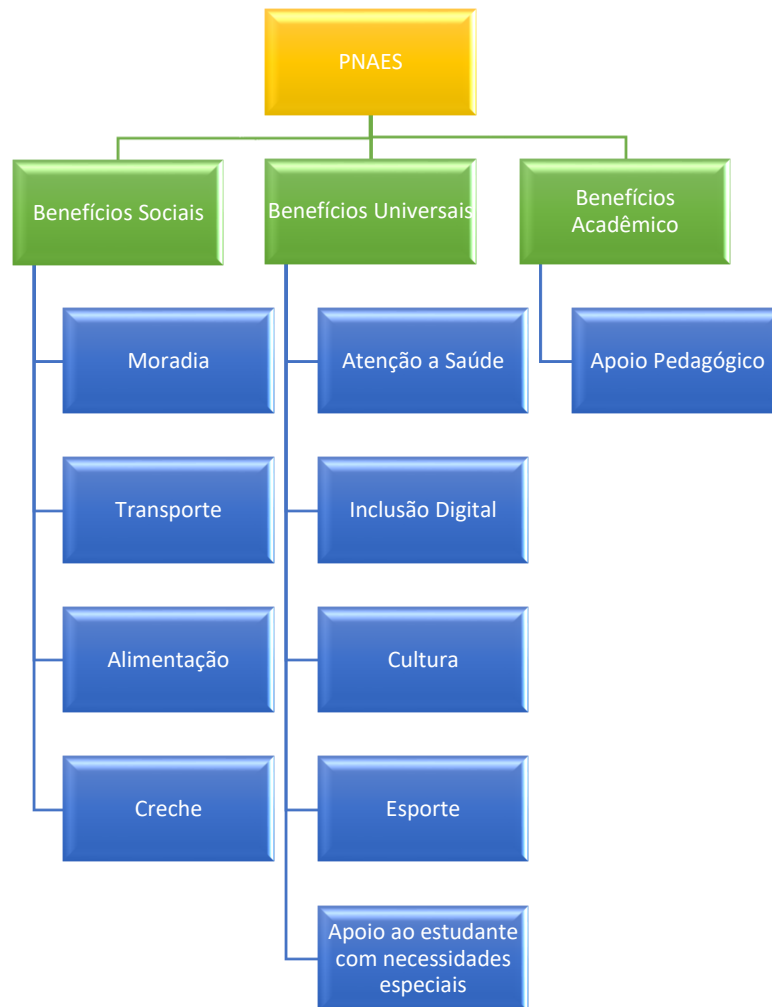 PNAES
Benefícios Sociais
Benefícios Universais
Benefícios
Acadêmico
Moradia
Atenção a Saúde
Apoio Pedagógico
Transporte
Inclusão Digital
Alimentação
Cultura
Creche
Esporte
Apoio ao estudante
com necessidades
especiais